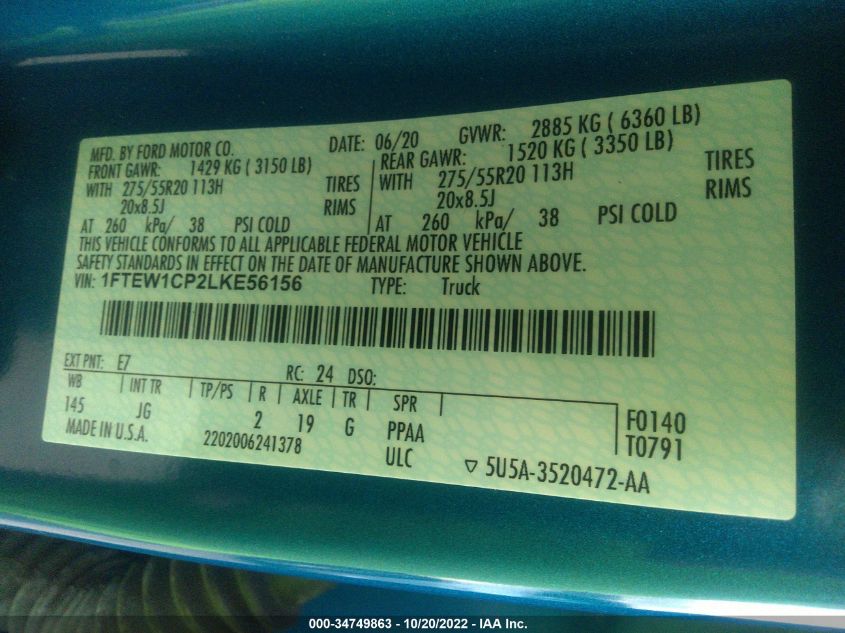 MFD. BY FORD MOTOR CO. DATE: 06/20 GVWR: 2885 KG ( 6360 LB)
FRONT GAWR: 1429 KG ( 3150 LB) REAR GAWR: 1520 KG ( 3350 LB)
WITH 275/55R20 113H TIRES WITH 275/55R20 113H TIRES
20x8.5J RIMS 20x8.5J RIMS
AT 260 kPa/ 38 PSI COLD AT 260 kPa/ 38 PSI COLD
THIS VEHICLE CONFORMS TO ALL APPLICABLE FEDERAL MOTOR VEHICLE
SAFETY STANDARDS IN EFFECT ON THE DATE OF MANUFACTURE SHOWN ABOVE.
VIN: 1FTEW1CP2LKE56156 TYPE: Truck
EXT PNT: E7 RC: 24 DSO:
WB INT TR TP/PS R AXLE TR SPR
145 JG 2 19 G PPAA F0140
MADE IN U.S.A. 2202006241378 ULC T0791
5U5A-3520472-AA
000-34749863 - 10/20/2022 - IAA Inc.